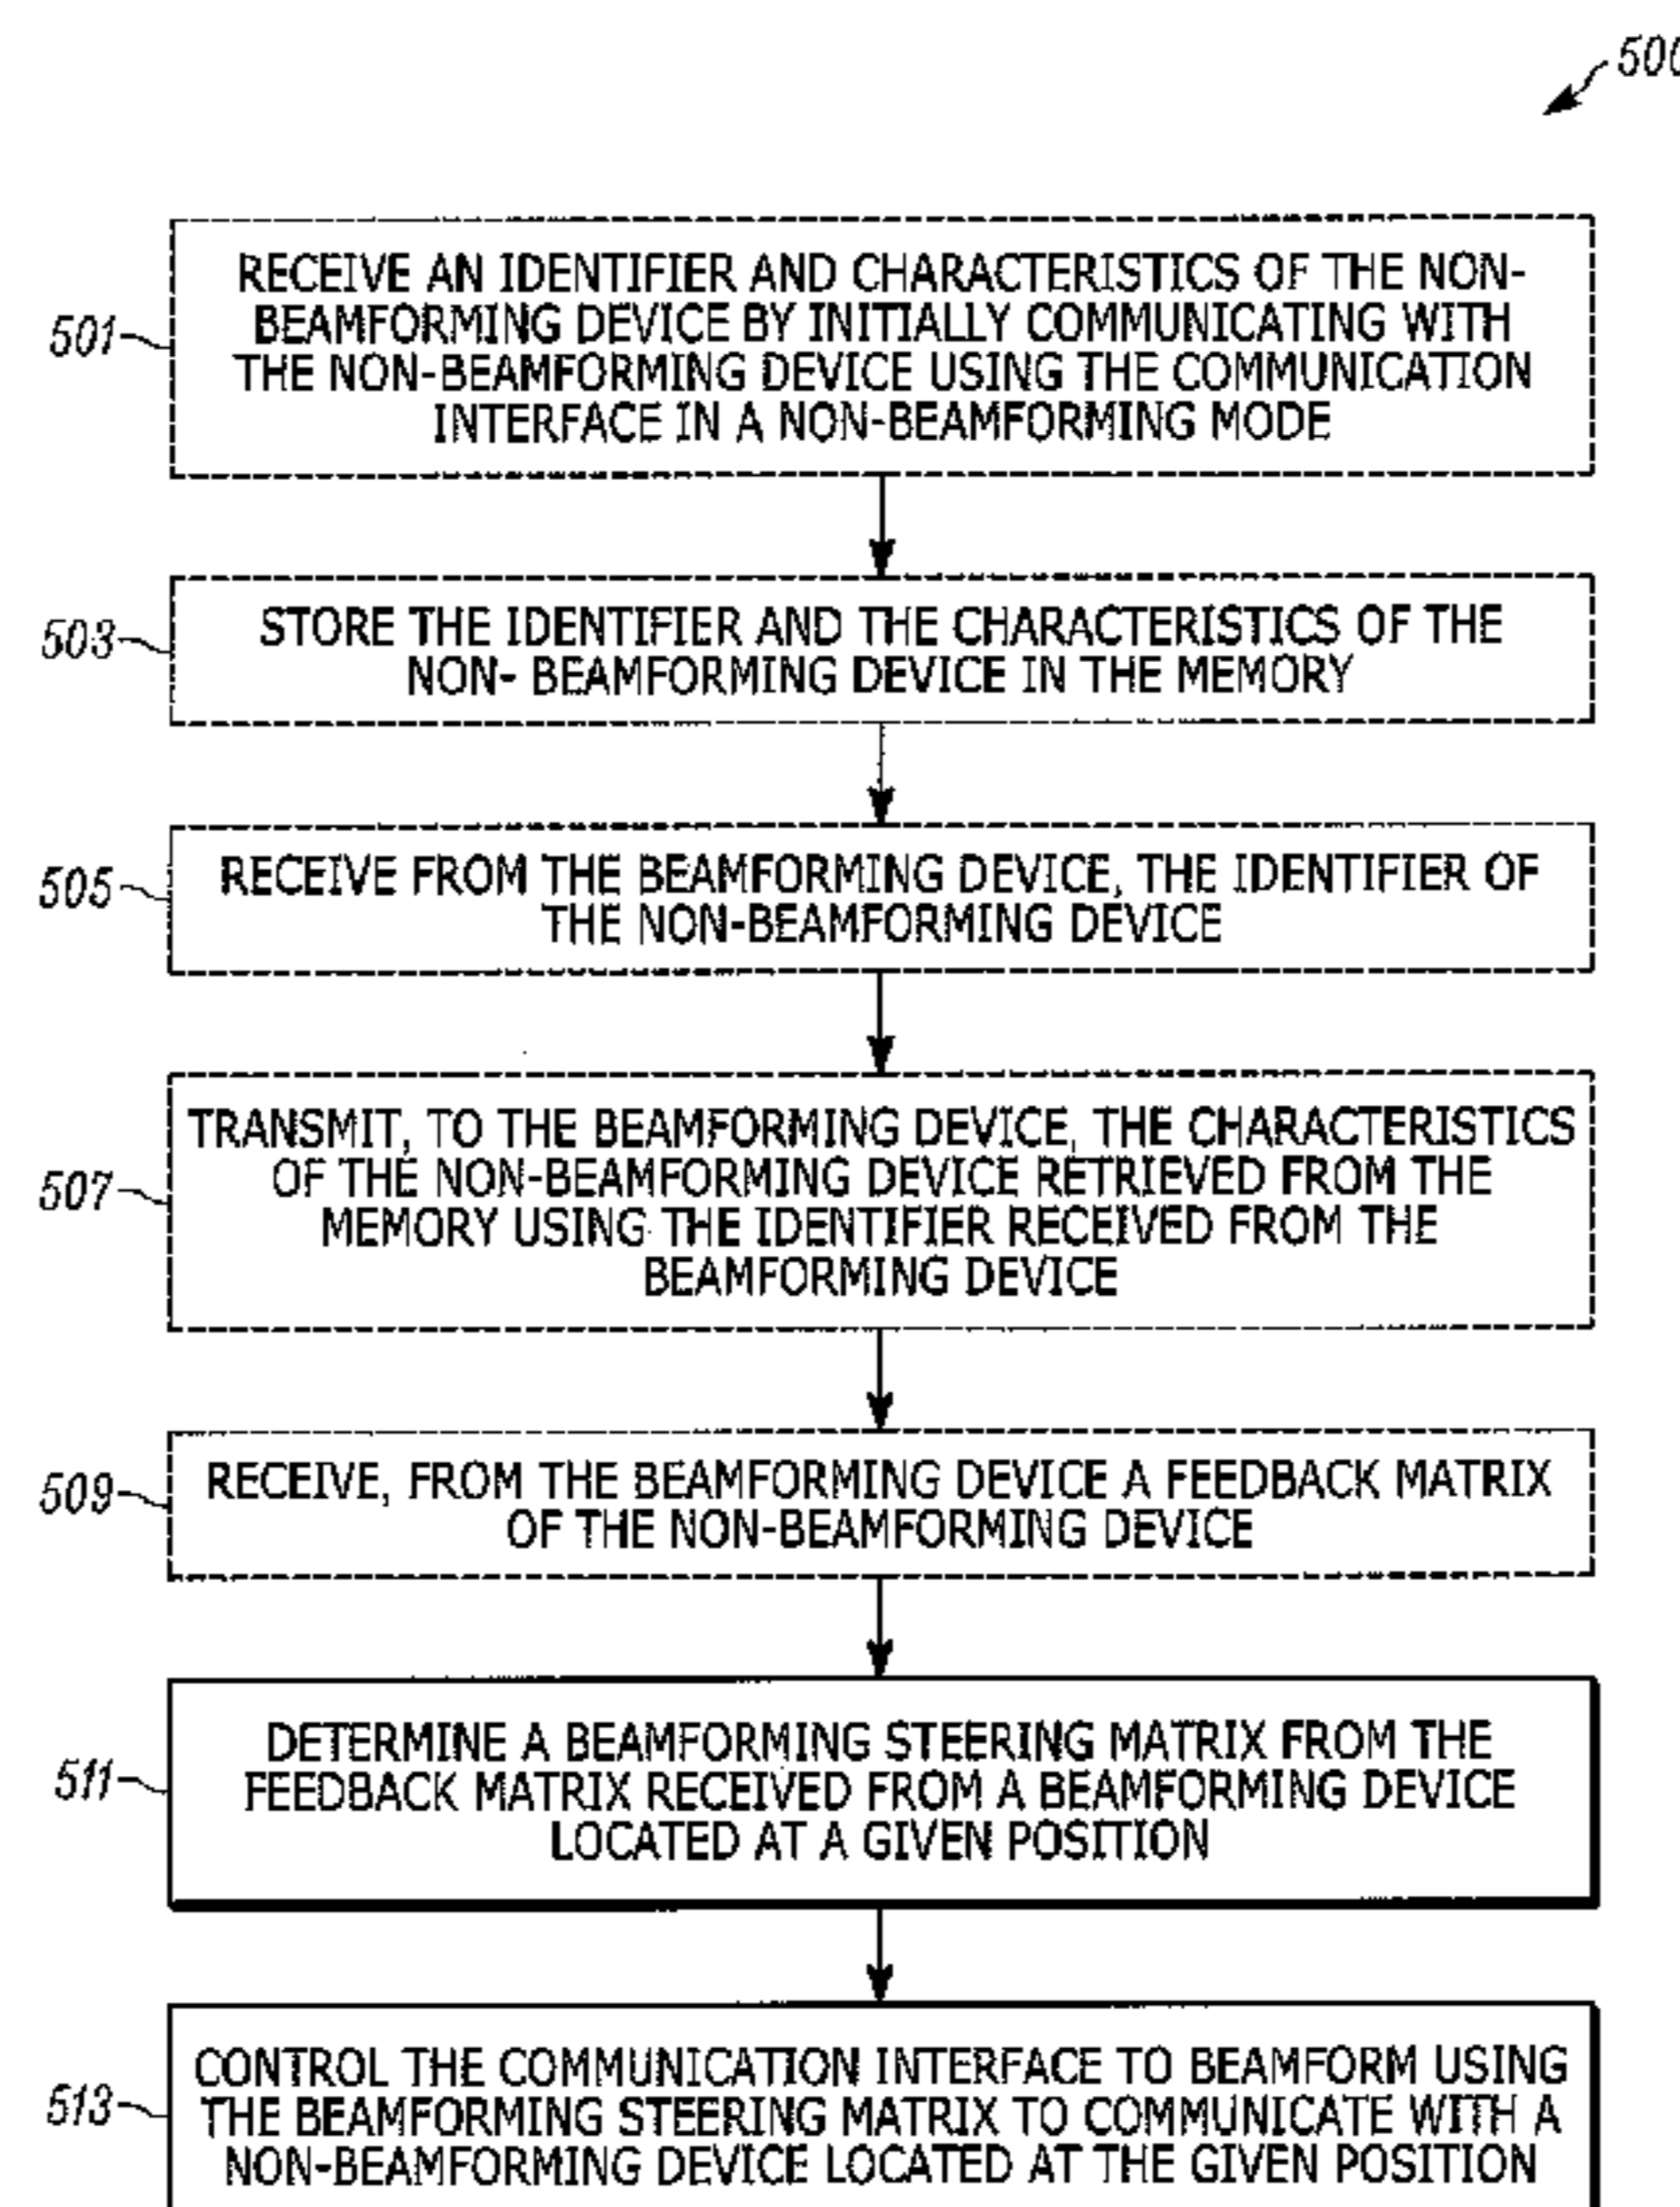 500
501
RECEIVE AN IDENTIFIER AND CHARACTERISTICS OF THE NON-
BEAMFORMING DEVICE BY INITIALLY COMMUNICATING WITH
THE NON-BEAMFORMING DEVICE USING THE COMMUNICATION
INTERFACE IN A NON-BEAMFORMING MODE
503
STORE THE IDENTIFIER AND THE CHARACTERISTICS OF THE
NON- BEAMFORMING DEVICE IN THE MEMORY
505
RECEIVE FROM THE BEAMFORMING DEVICE, THE IDENTIFIER OF
THE NON-BEAMFORMING DEVICE
507
TRANSMIT, TO THE BEAMFORMING DEVICE, THE CHARACTERISTICS
OF THE NON-BEAMFORMING DEVICE RETRIEVED FROM THE
MEMORY USING THE IDENTIFIER RECEIVED FROM THE
BEAMFORMING DEVICE
509
RECEIVE, FROM THE BEAMFORMING DEVICE A FEEDBACK MATRIX
OF THE NON-BEAMFORMING DEVICE
511
DETERMINE A BEAMFORMING STEERING MATRIX FROM THE
FEEDBACK MATRIX RECEIVED FROM A BEAMFORMING DEVICE
LOCATED AT A GIVEN POSITION
513
CONTROL THE COMMUNICATION INTERFACE TO BEAMFORM USING
THE BEAMFORMING STEERING MATRIX TO COMMUNICATE WITH A
NON-BEAMFORMING DEVICE LOCATED AT THE GIVEN POSITION